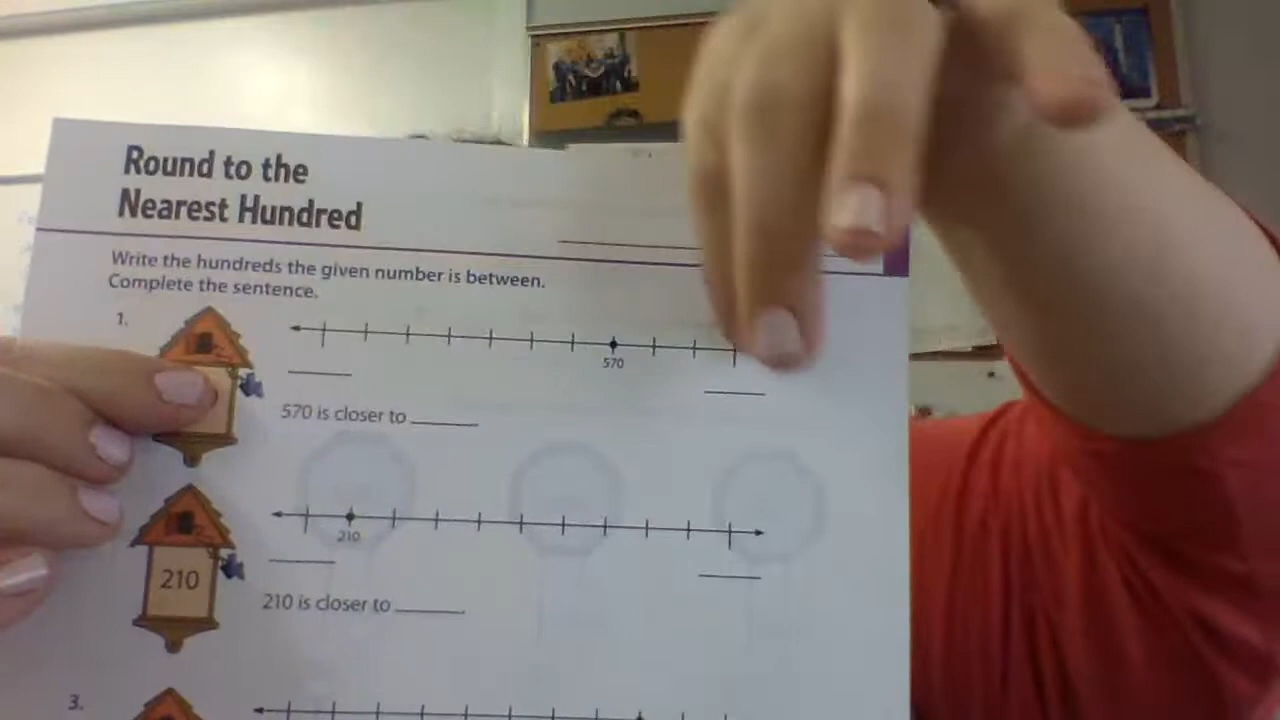 Round to the
Nearest Hundred
Write the hundreds the given number is between.
Complete the sentence.
1.
570
570 is closer to
210
210
210 is closer to
3.